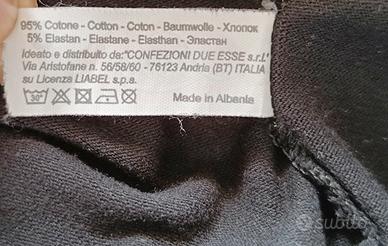 95% Cotone - Cotton - Coton - Baumwolle - Хлопок
5% Elastan - Elastane - Elasthan - Эластан
Ideato e distribuito da:"CONFEZIONI DUE ESSE s.r.l."
Via Aristofane n. 56/58/60 - 76123 Andria (BT) ITALIA
su Licenza LIABEL s.p.a.
30°
Made in Albania
subito